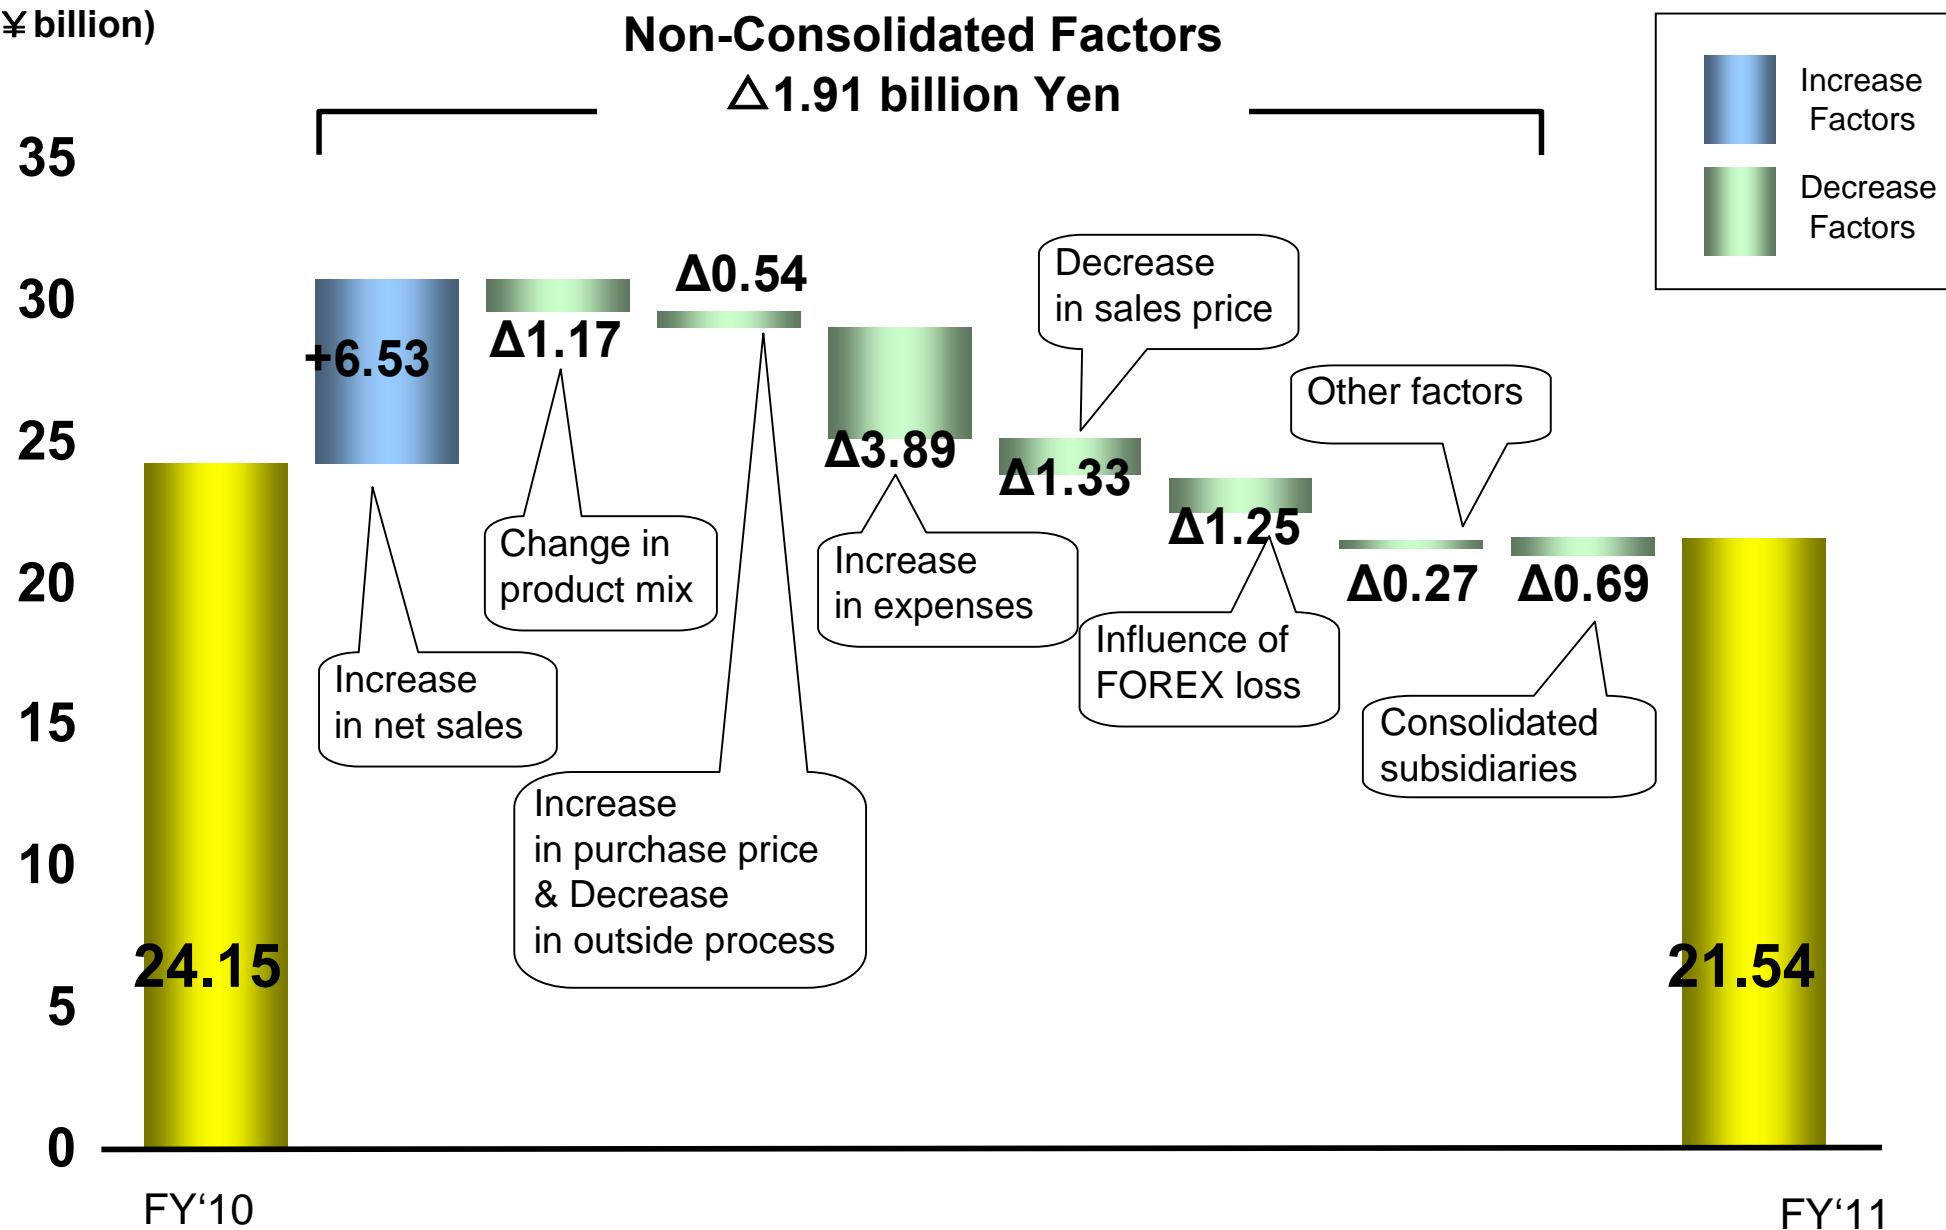 ¥ billion)
Non-Consolidated Factors
△1.91 billion Yen
Increase
Factors
Decrease
Factors
35
30
25
20
15
10
5
0
+6.53
Δ1.17
Δ0.54
Δ3.89
Δ1.33
Δ1.25
Δ0.27
Δ0.69
Decrease
in sales price
Other factors
Change in
product mix
Increase
in expenses
Influence of
FOREX loss
Increase
in net sales
Consolidated
subsidiaries
Increase
in purchase price
& Decrease
in outside process
24.15
21.54
FY‘10
FY‘11